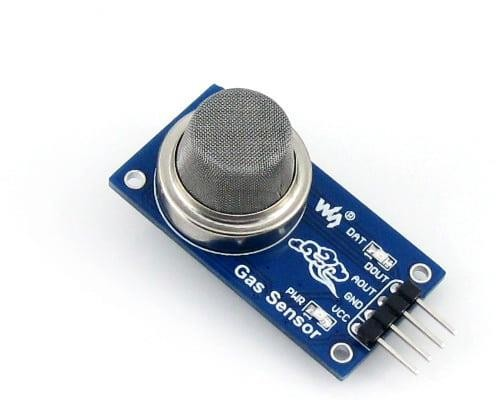 W ®
DAT
DOUT
AOUT
GND
VCC
PWR
Gas Sensor